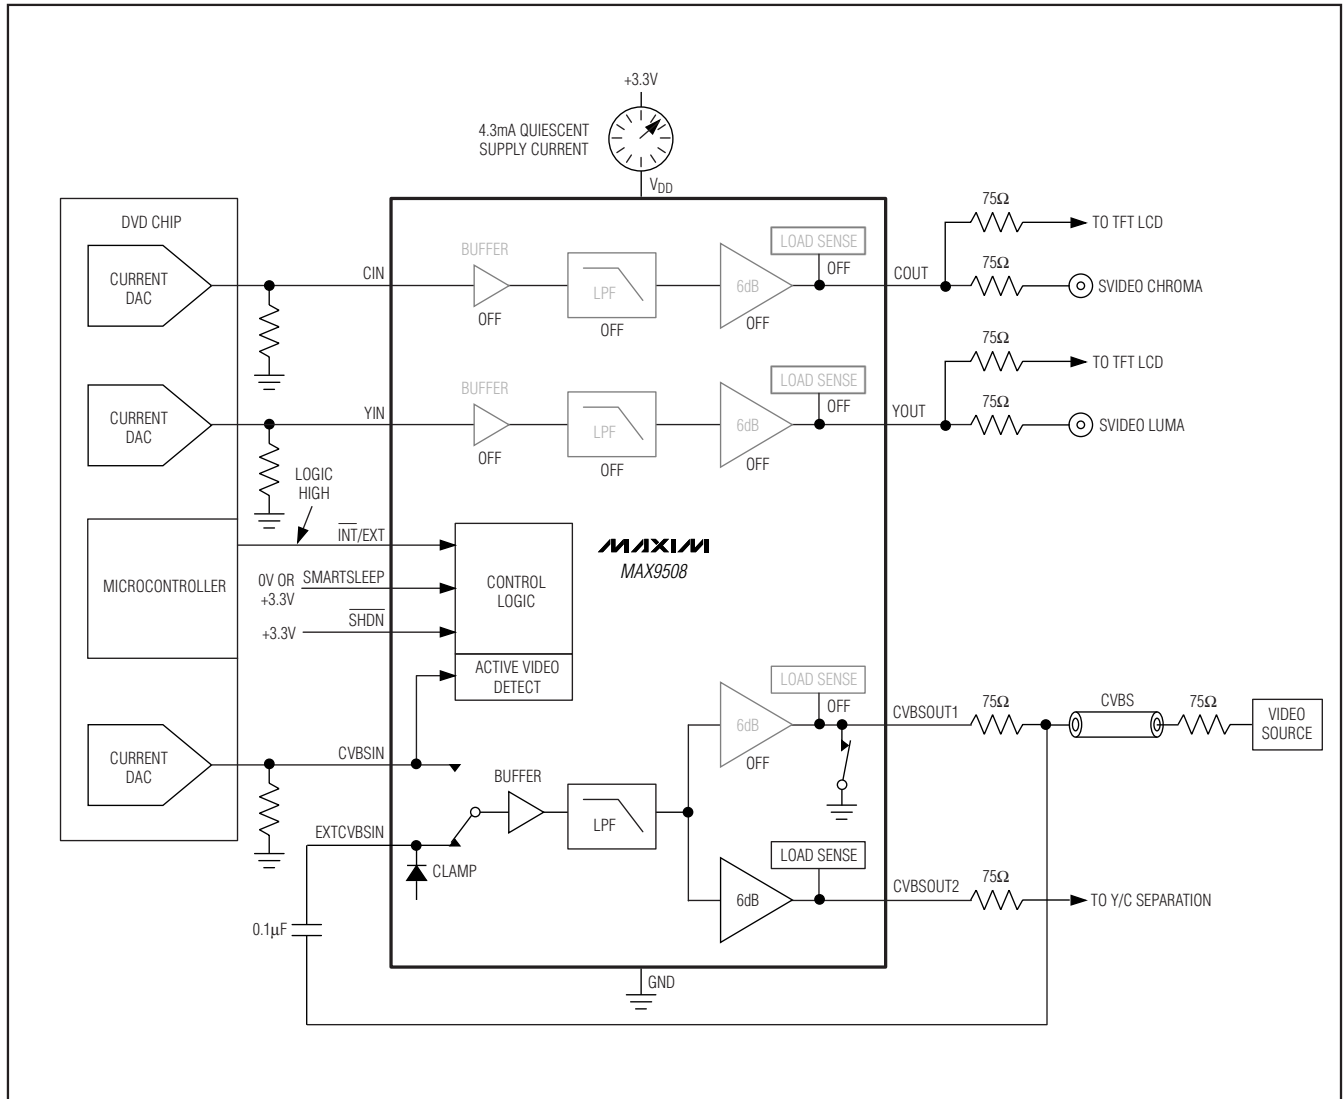 +3.3V
4.3mA QUIESCENT
SUPPLY CURRENT
VDD
DVD CHIP
CURRENT
DAC
CIN
BUFFER
OFF
LPF
OFF
6dB
OFF
LOAD SENSE
OFF
COUT
75Ω
TO TFT LCD
75Ω
SVIDEO CHROMA
CURRENT
DAC
YIN
BUFFER
OFF
LPF
OFF
6dB
OFF
LOAD SENSE
OFF
YOUT
75Ω
TO TFT LCD
75Ω
SVIDEO LUMA
LOGIC
HIGH
MICROCONTROLLER
I̅N̅T̅/EXT
0V OR
+3.3V
SMARTSLEEP
+3.3V
S̅H̅D̅N̅
CONTROL
LOGIC
ACTIVE VIDEO
DETECT
MAXIM
MAX9508
CURRENT
DAC
CVBSIN
EXTCVBSIN
CLAMP
BUFFER
LPF
6dB
OFF
LOAD SENSE
OFF
CVBSOUT1
75Ω
CVBS
75Ω
VIDEO
SOURCE
6dB
LOAD SENSE
CVBSOUT2
75Ω
TO Y/C SEPARATION
0.1µF
GND